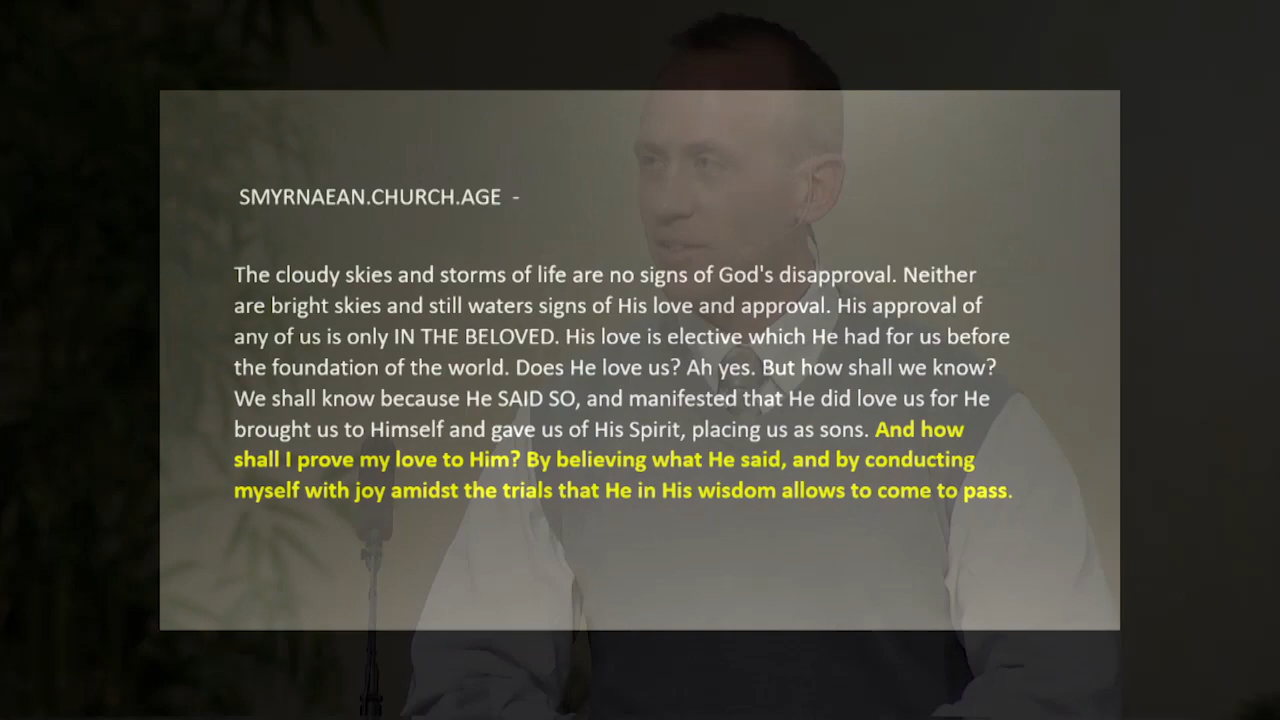 SMYRNAEAN.CHURCH.AGE -
The cloudy skies and storms of life are no signs of God's disapproval. Neither
are bright skies and still waters signs of His love and approval. His approval of
any of us is only IN THE BELOVED. His love is elective which He had for us before
the foundation of the world. Does He love us? Ah yes. But how shall we know?
We shall know because He SAID SO, and manifested that He did love us for He
brought us to Himself and gave us of His Spirit, placing us as sons. And how
shall I prove my love to Him? By believing what He said, and by conducting
myself with joy amidst the trials that He in His wisdom allows to come to pass.